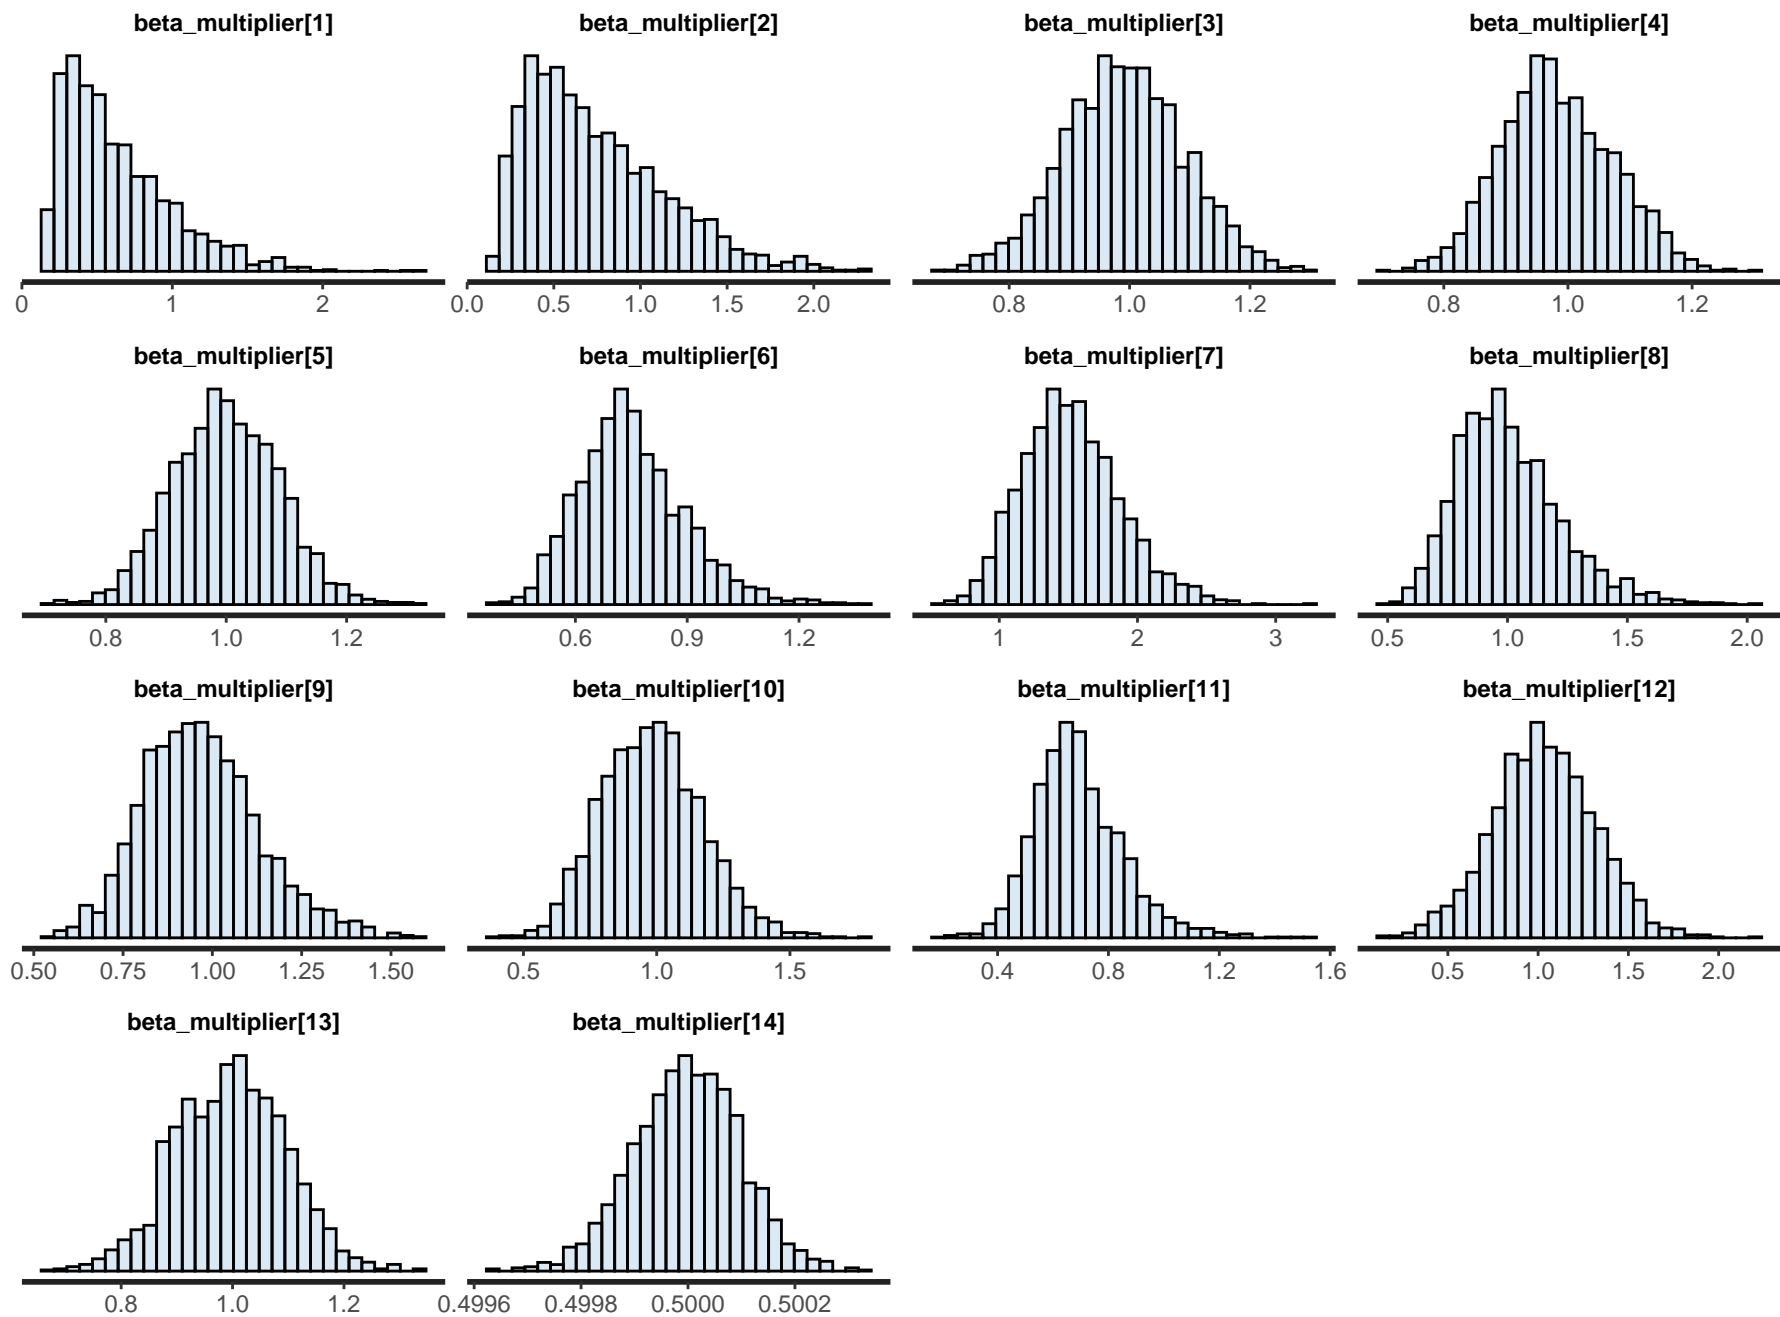 beta_multiplier[1] beta_multiplier[2] beta_multiplier[3] beta_multiplier[4]
0 1 2 0.0 0.5 1.0 1.5 2.0 0.8 1.0 1.2 0.8 1.0 1.2
beta_multiplier[5] beta_multiplier[6] beta_multiplier[7] beta_multiplier[8]
0.8 1.0 1.2 0.6 0.9 1.2 1 2 3 0.5 1.0 1.5 2.0
beta_multiplier[9] beta_multiplier[10] beta_multiplier[11] beta_multiplier[12]
0.50 0.75 1.00 1.25 1.50 0.5 1.0 1.5 0.4 0.8 1.2 1.6 0.5 1.0 1.5 2.0
beta_multiplier[13] beta_multiplier[14]
0.8 1.0 1.2 0.4996 0.4998 0.5000 0.5002